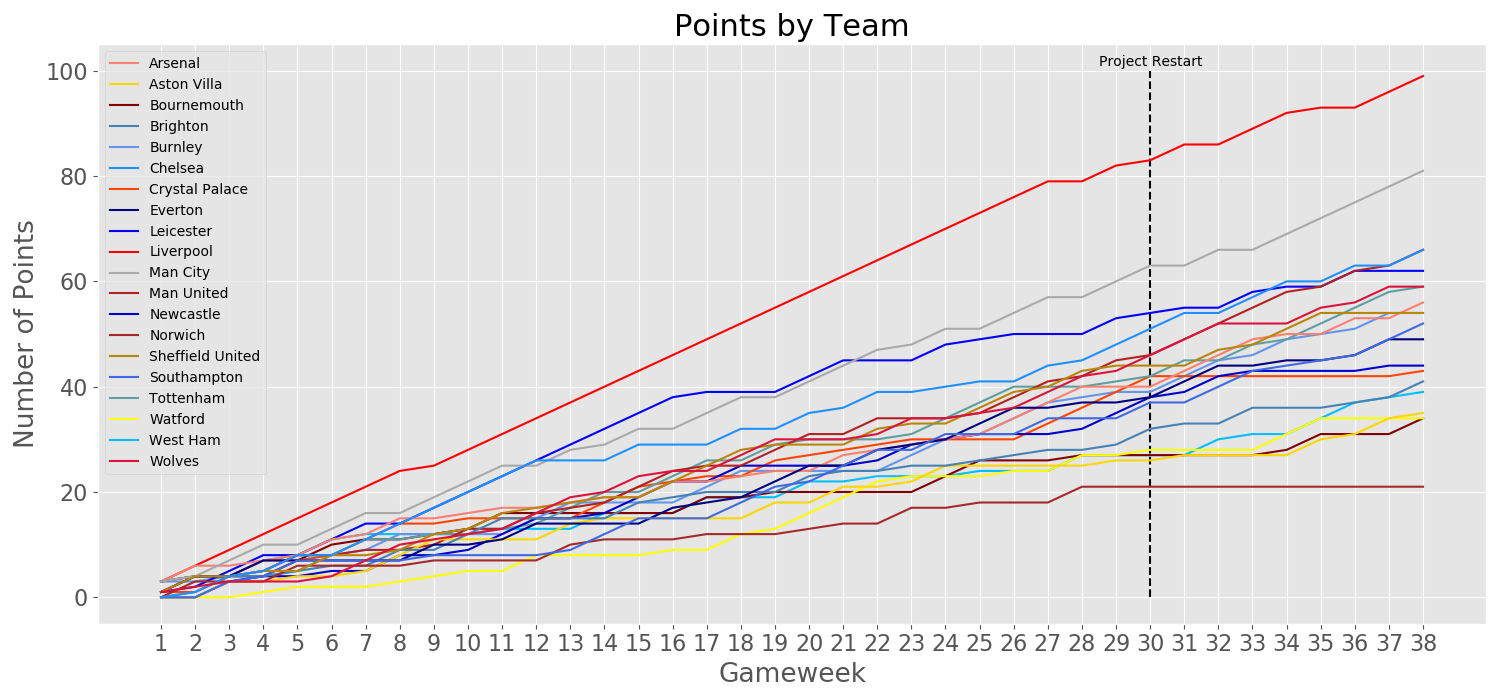 Points by Team
Project Restart
Arsenal
Aston Villa
Bournemouth
Brighton
Burnley
Chelsea
Crystal Palace
Everton
Leicester
Liverpool
Man City
Man United
Newcastle
Norwich
Sheffield United
Southampton
Tottenham
Watford
West Ham
Wolves
Number of Points
100
80
60
40
20
0
1 2 3 4 5 6 7 8 9 10 11 12 13 14 15 16 17 18 19 20 21 22 23 24 25 26 27 28 29 30 31 32 33 34 35 36 37 38
Gameweek